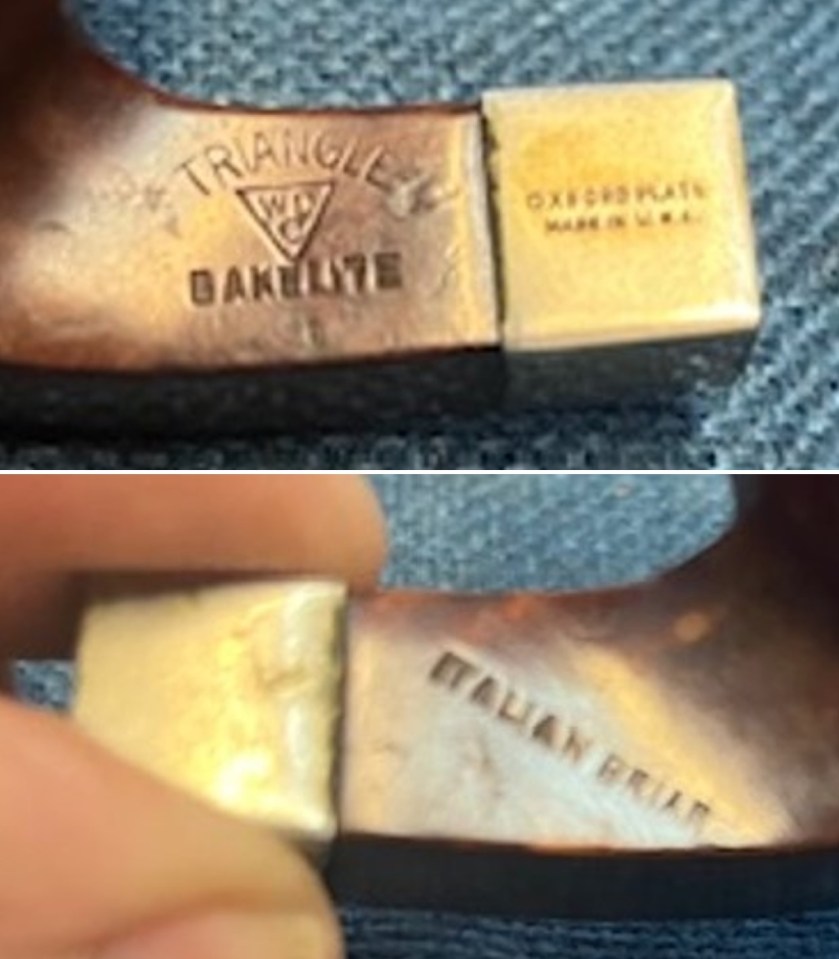 TRIANGLE
WDC
BAKELITE
OXFORD PLATE
MADE IN U.S.A.
ITALIAN BRIAR